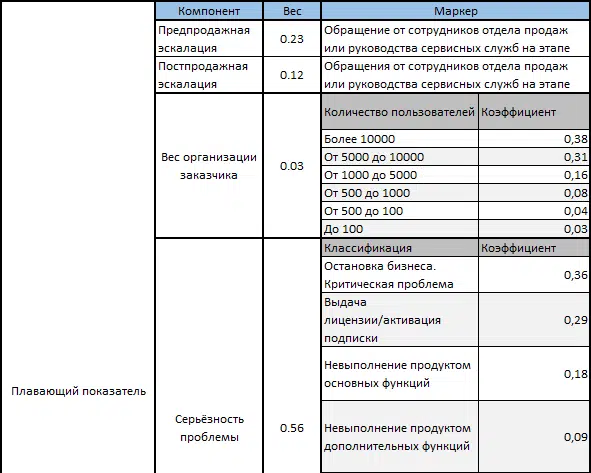 Компонент Вес Маркер
Предпродажная
эскалация
0.23
Обращение от сотрудников отдела продаж
или руководства сервисных служб на этапе
Постпродажная
эскалация
0.12
Обращения от сотрудников отдела продаж
или руководства сервисных служб на этапе
Вес организации
заказчика
0.03
Количество пользователей Коэффициент
Более 10000 0,38
От 5000 до 10000 0,31
От 1000 до 5000 0,16
От 500 до 1000 0,08
От 500 до 100 0,04
До 100 0,03
Плавающий показатель
Серьёзность
проблемы
0.56
Классификация Коэффициент
Остановка бизнеса.
Критическая проблема
0,36
Выдача
лицензии/активация
подписки
0,29
Невыполнение продуктом
основных функций
0,18
Невыполнение продуктом
дополнительных функций
0,09